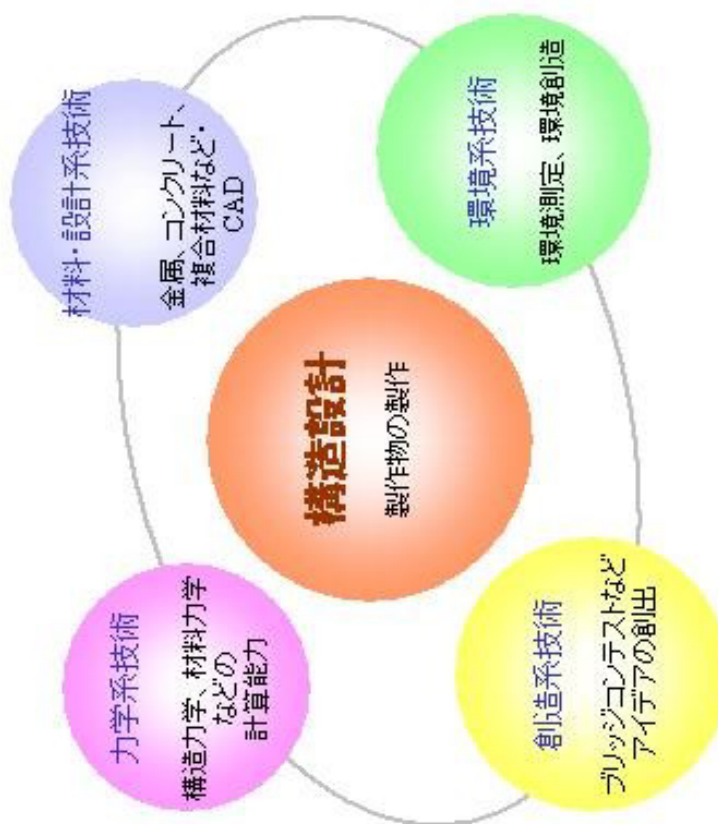 力学系技術
構造力学、材料力学
などの
計算能力
材料・設計系技術
金属、コンクリート、
複合材料など・
CAD
構造設計
製作物の製作
創造系技術
ブリッジコンテストなど
アイデアの創出
環境系技術
環境測定、環境創造